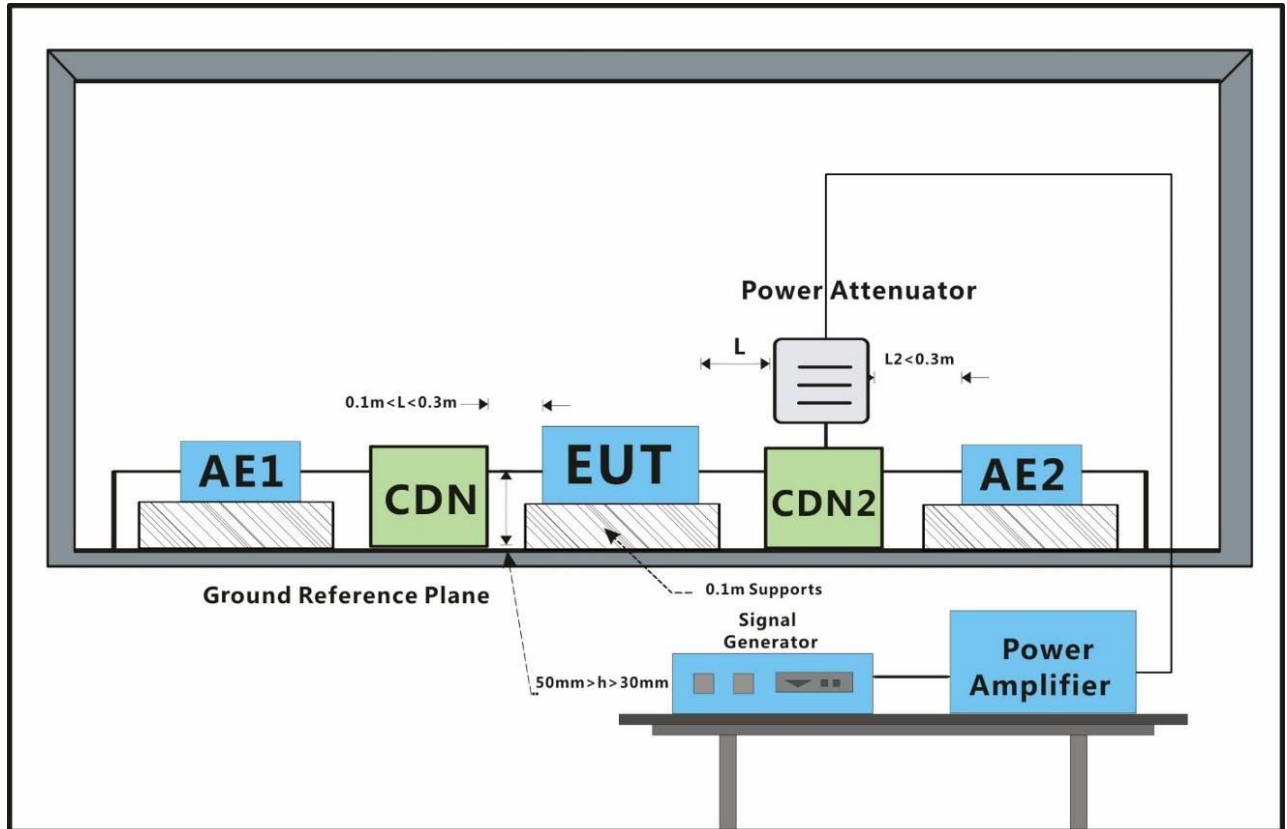 Power Attenuator
L
L2<0.3m
0.1m<L<0.3m
AE1
CDN
EUT
CDN2
AE2
Ground Reference Plane
0.1m Supports
Signal
Generator
50mm>h>30mm
Power
Amplifier